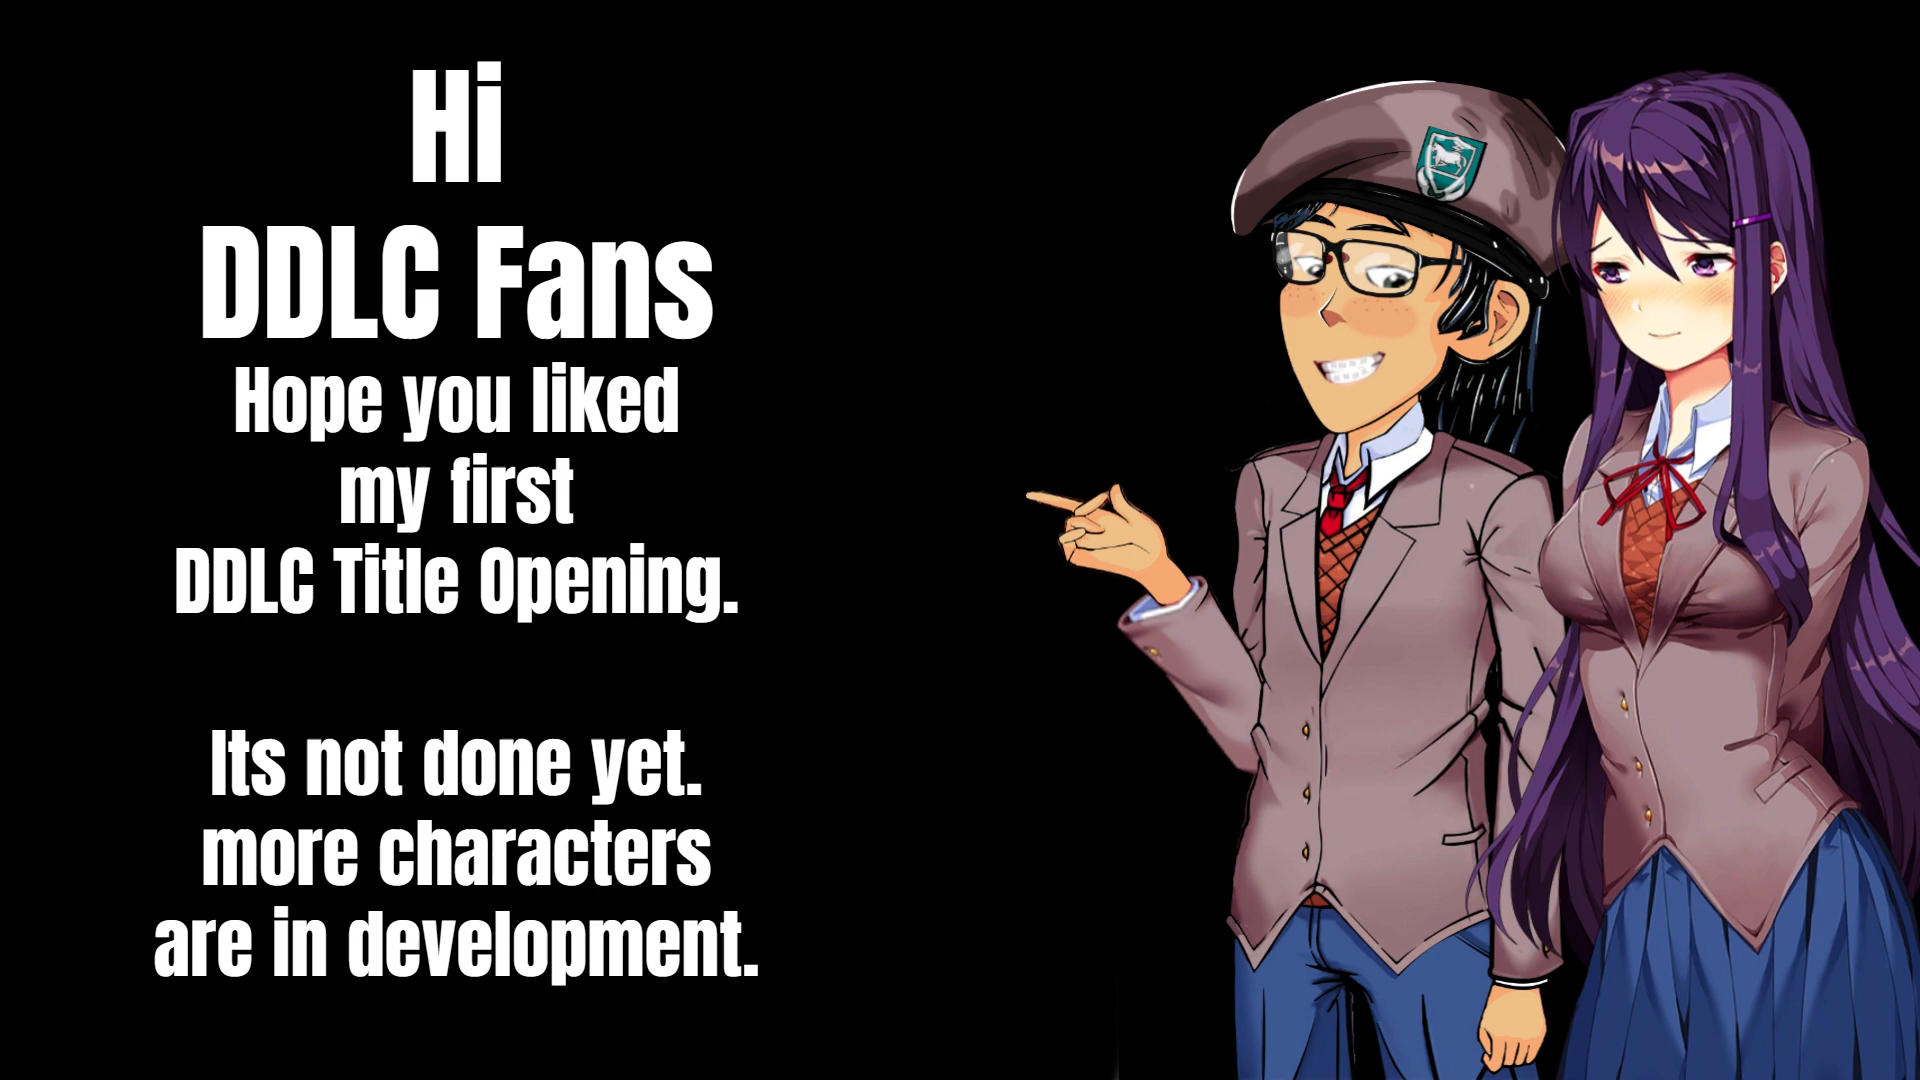 Hi
DDLC Fans
Hope you liked
my first
DDLC Title Opening.
Its not done yet.
more characters
are in development.